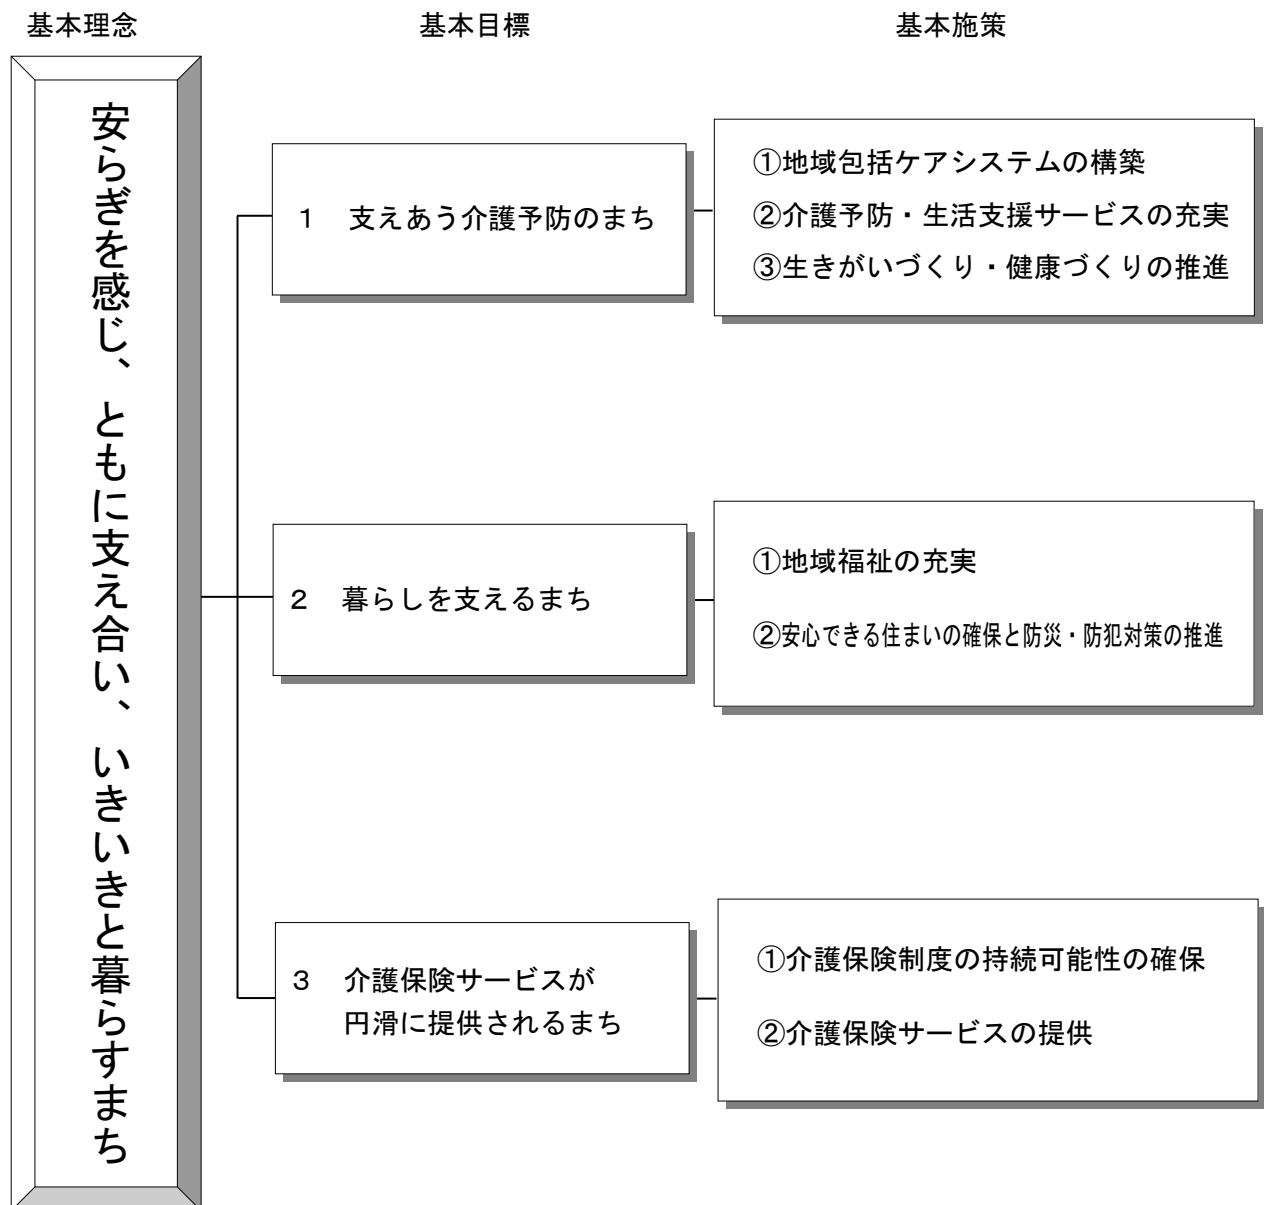 基本理念
基本目標
基本施策
安らぎを感じ、ともに支え合い、いきいきと暮らすまち
1 支えあう介護予防のまち
①地域包括ケアシステムの構築
②介護予防・生活支援サービスの充実
③生きがいづくり・健康づくりの推進
2 暮らしを支えるまち
①地域福祉の充実
②安心できる住まいの確保と防災・防犯対策の推進
3 介護保険サービスが
円滑に提供されるまち
①介護保険制度の持続可能性の確保
②介護保険サービスの提供